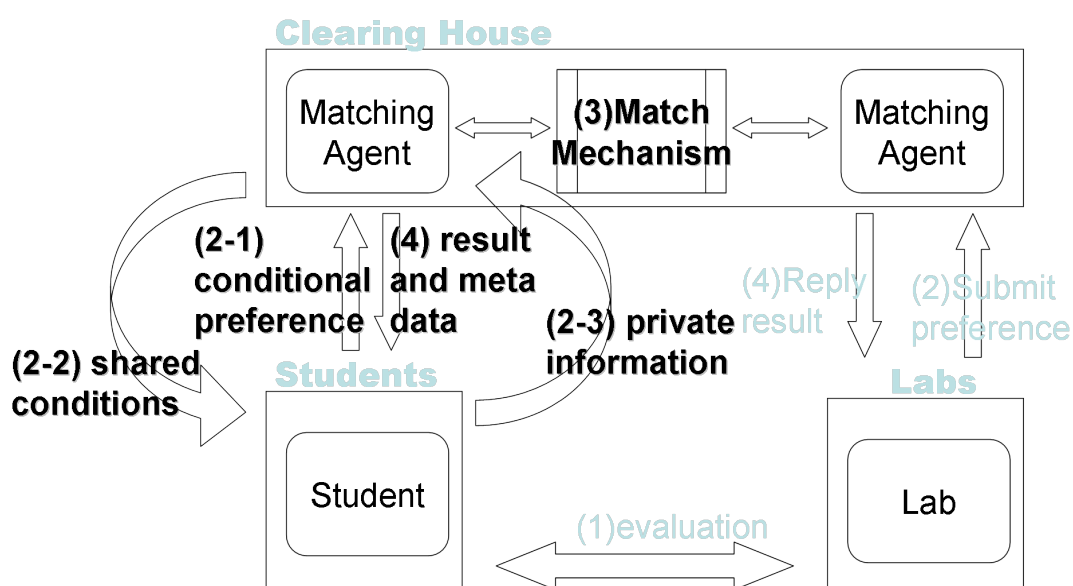 Clearing House
Matching
Agent
(3)Match
Mechanism
Matching
Agent
(2-1)
conditional
preference
(4) result
and meta
data
(2-3) private
information
(4)Reply
result
(2)Submit
preference
(2-2) shared
conditions
Students
Labs
Student
Lab
(1)evaluation